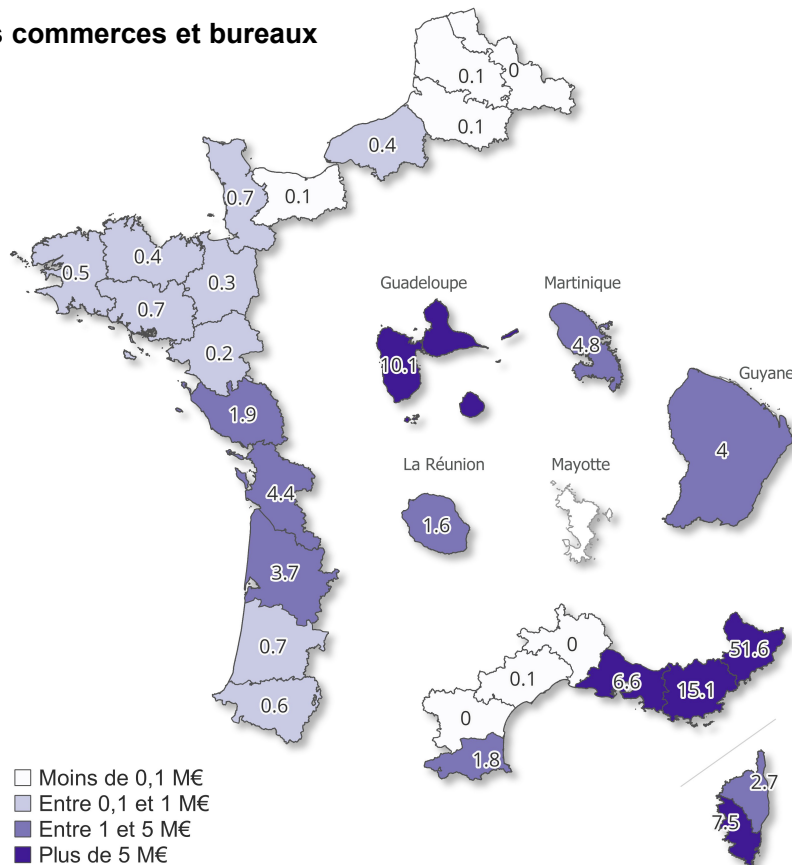 s commerces et bureaux
0.1
0
0.1
0.4
0.7
0.1
0.4
0.5
0.3
0.7
0.2
1.9
4.4
3.7
0.7
0.6
Guadeloupe
10.1
Martinique
4.8
Guyane
4
La Réunion
1.6
Mayotte
0
0.1
0
1.8
6.6
15.1
51.6
2.7
7.5
Moins de 0,1 M€
Entre 0,1 et 1 M€
Entre 1 et 5 M€
Plus de 5 M€